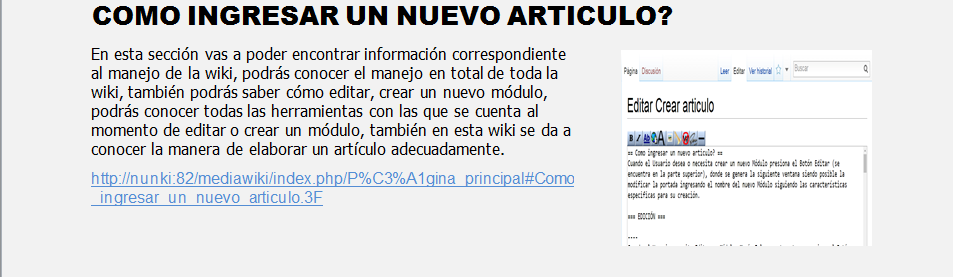 COMO INGRESAR UN NUEVO ARTICULO?
En esta sección vas a poder encontrar información correspondiente
al manejo de la wiki, podrás conocer el manejo en total de toda la
wiki, también podrás saber cómo editar, crear un nuevo módulo,
podrás conocer todas las herramientas con las que se cuenta al
momento de editar o crear un módulo, también en esta wiki se da a
conocer la manera de elaborar un artículo adecuadamente.
http://nunki:82/mediawiki/index.php/P%C3%A1gina_principal#Como
_ingresar_un_nuevo_articulo.3F
Pagina Discusión Leer Editar Ver historial Buscar
Editar Crear articulo
== Como ingresar un nuevo articulo? ==
Cuando el Usuario desea o necesita crear un nuevo Módulo presiona el Botón Editar (se
encuentra en la parte superior), donde se genera la siguiente ventana siendo posible la
modificar la portada ingresando el nombre del nuevo Módulo siguiendo las características
especificas para su creación.
=== EDICIÓN ===
----